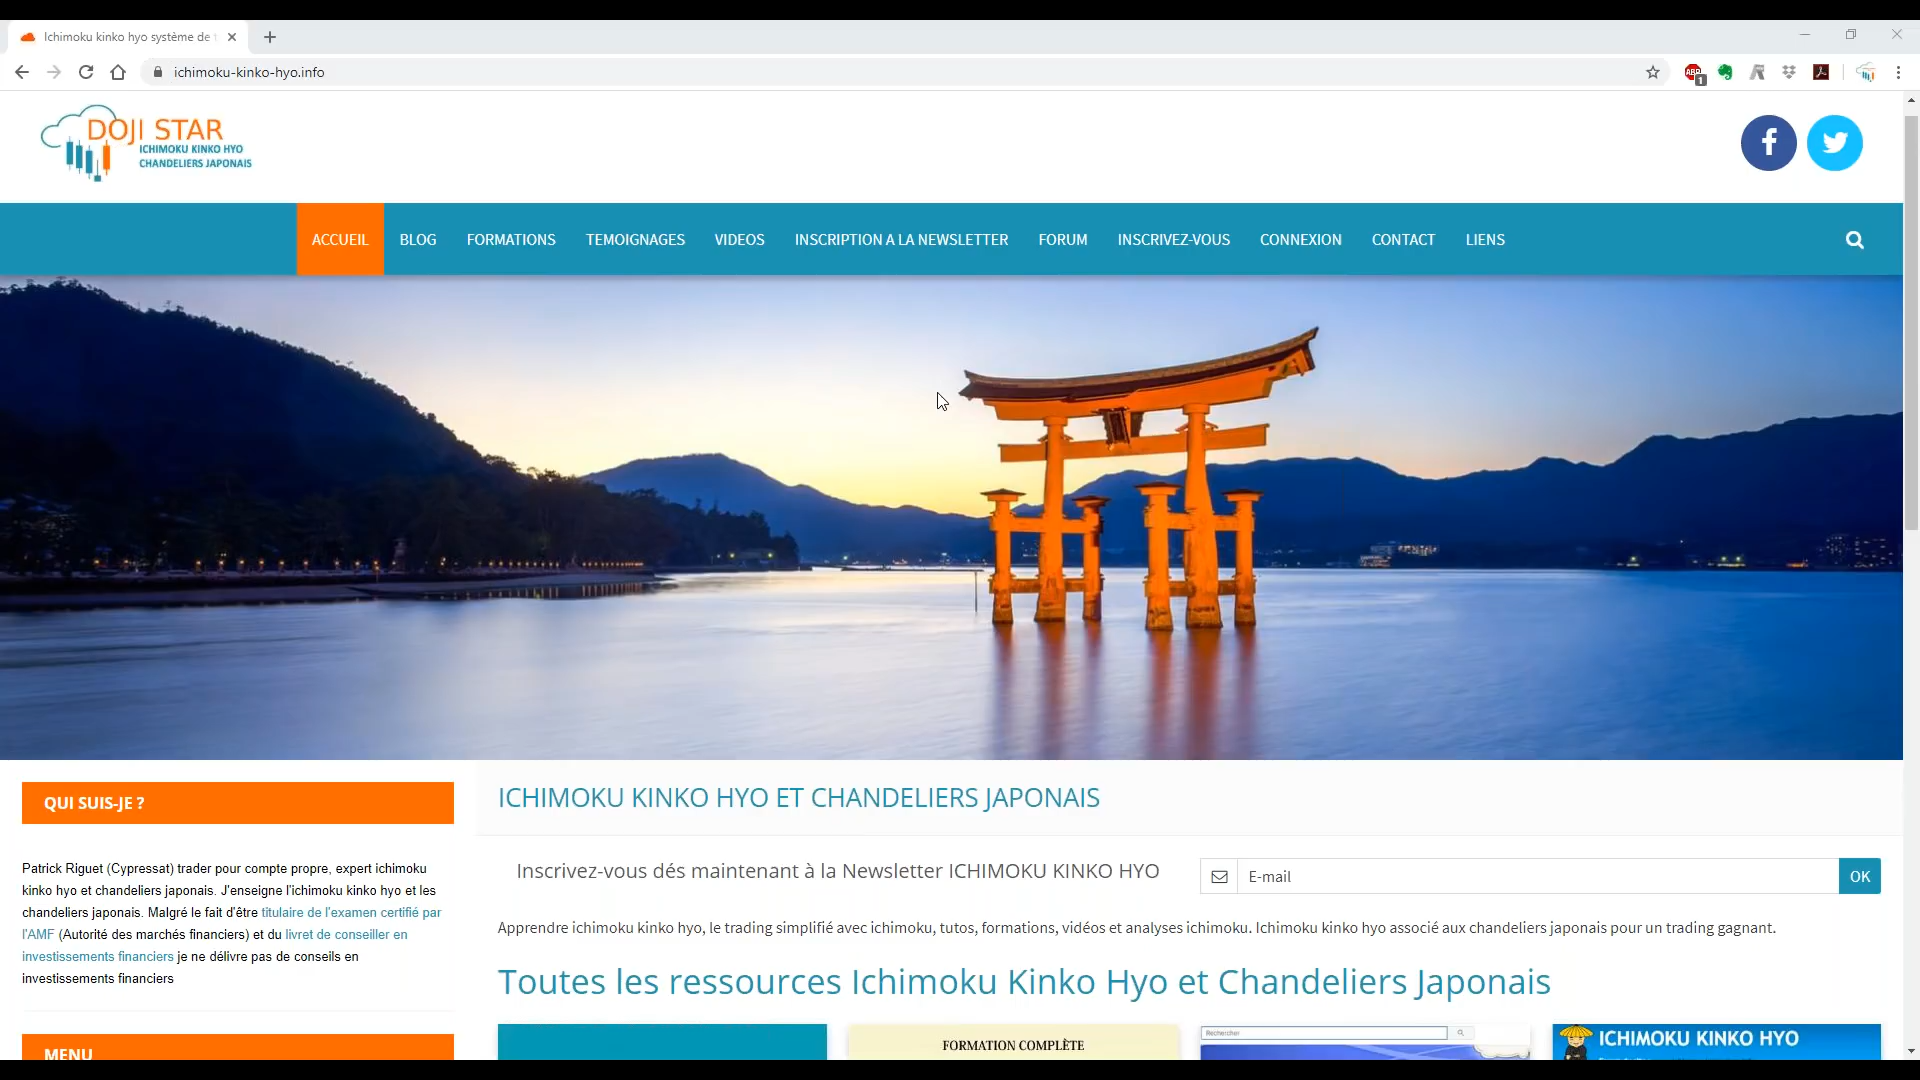 Ichimoku kinko hyo système de
ichimoku-kinko-hyo.info
ABP
1
DOJI STAR
ICHIMOKU KINKO HYO
CHANDELIERS JAPONAIS
ACCUEIL BLOG FORMATIONS TEMOIGNAGES VIDEOS INSCRIPTION A LA NEWSLETTER FORUM INSCRIVEZ-VOUS CONNEXION CONTACT LIENS
QUI SUIS-JE ?
Patrick Riguet (Cypressat) trader pour compte propre, expert ichimoku
kinko hyo et chandeliers japonais. J'enseigne l'ichimoku kinko hyo et les
chandeliers japonais. Malgré le fait d'être titulaire de l'examen certifié par
l'AMF (Autorité des marchés financiers) et du livret de conseiller en
investissements financiers je ne délivre pas de conseils en
investissements financiers
MENU
ICHIMOKU KINKO HYO ET CHANDELIERS JAPONAIS
Inscrivez-vous dés maintenant à la Newsletter ICHIMOKU KINKO HYO
E-mail
OK
Apprendre ichimoku kinko hyo, le trading simplifié avec ichimoku, tutos, formations, vidéos et analyses ichimoku. Ichimoku kinko hyo associé aux chandeliers japonais pour un trading gagnant.
Toutes les ressources Ichimoku Kinko Hyo et Chandeliers Japonais
FORMATION COMPLÈTE
Rechercher
ICHIMOKU KINKO HYO